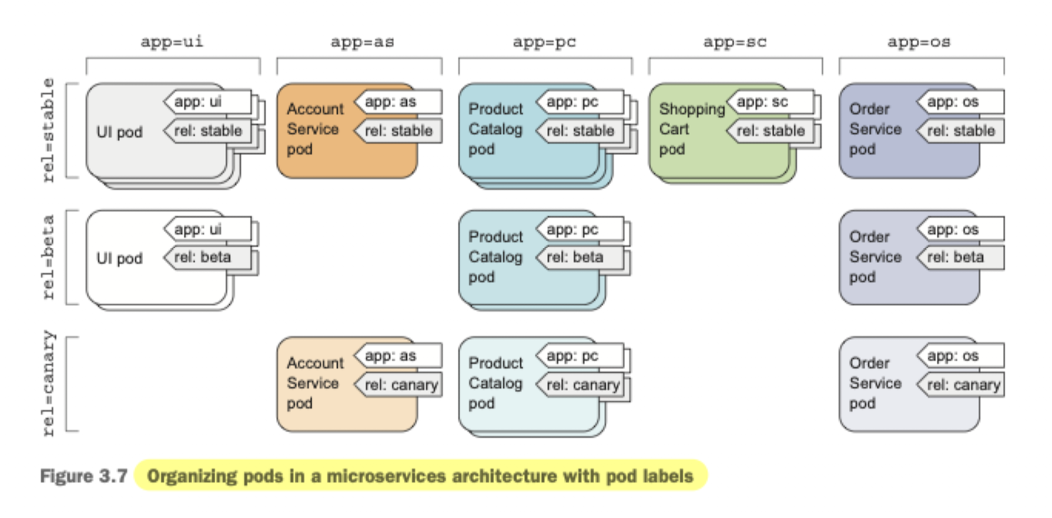 app=ui
app=as
app=pc
app=sc
app=os
rel=stable
UI pod
app: ui
rel: stable
Account
Service
pod
app: as
rel: stable
Product
Catalog
pod
app: pc
rel: stable
Shopping
Cart
pod
app: sc
rel: stable
Order
Service
pod
app: os
rel: stable
rel=beta
UI pod
app: ui
rel: beta
Product
Catalog
pod
app: pc
rel: beta
Order
Service
pod
app: os
rel: beta
rel=canary
Account
Service
pod
app: as
rel: canary
Product
Catalog
pod
app: pc
rel: canary
Order
Service
pod
app: os
rel: canary
Figure 3.7 Organizing pods in a microservices architecture with pod labels